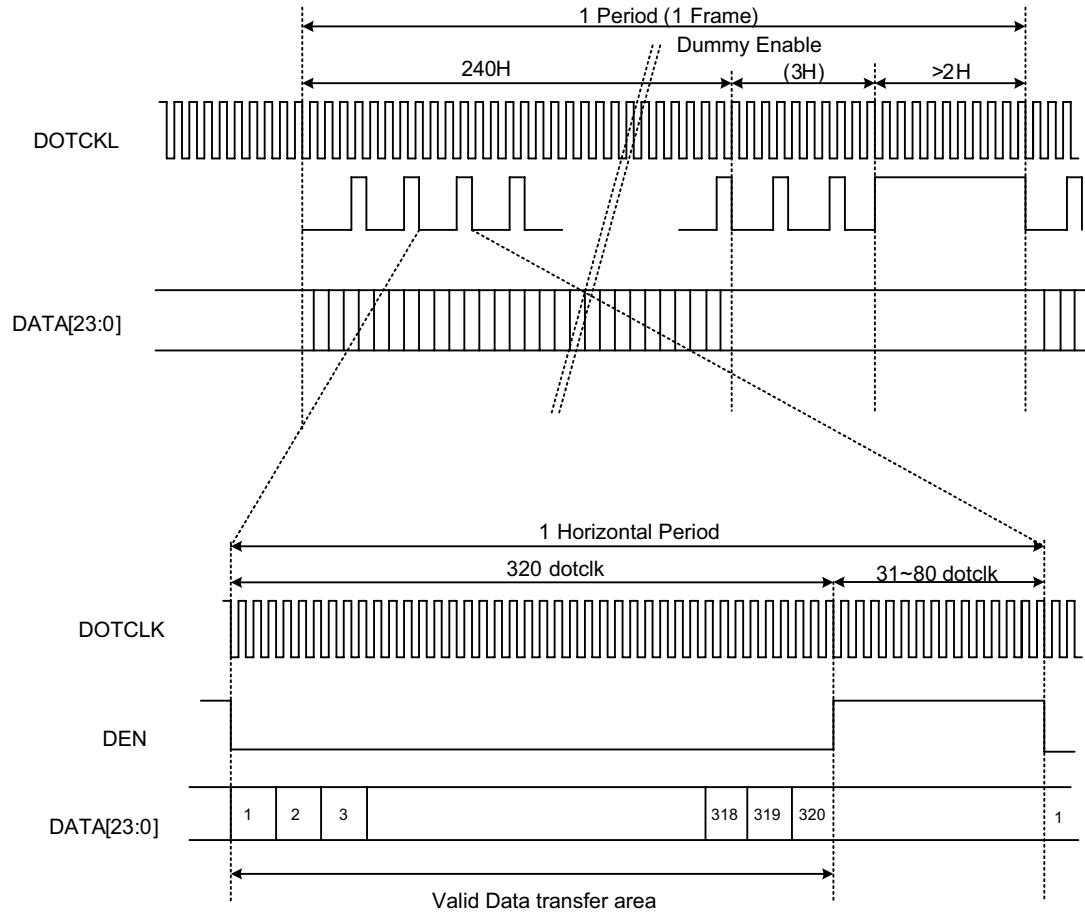 1 Period (1 Frame)
Dummy Enable
240H
(3H)
>2H
DOTCKL
DATA[23:0]
1 Horizontal Period
320 dotclk
31~80 dotclk
DOTCLK
DEN
DATA[23:0]
1 2 3 318 319 320 1
Valid Data transfer area